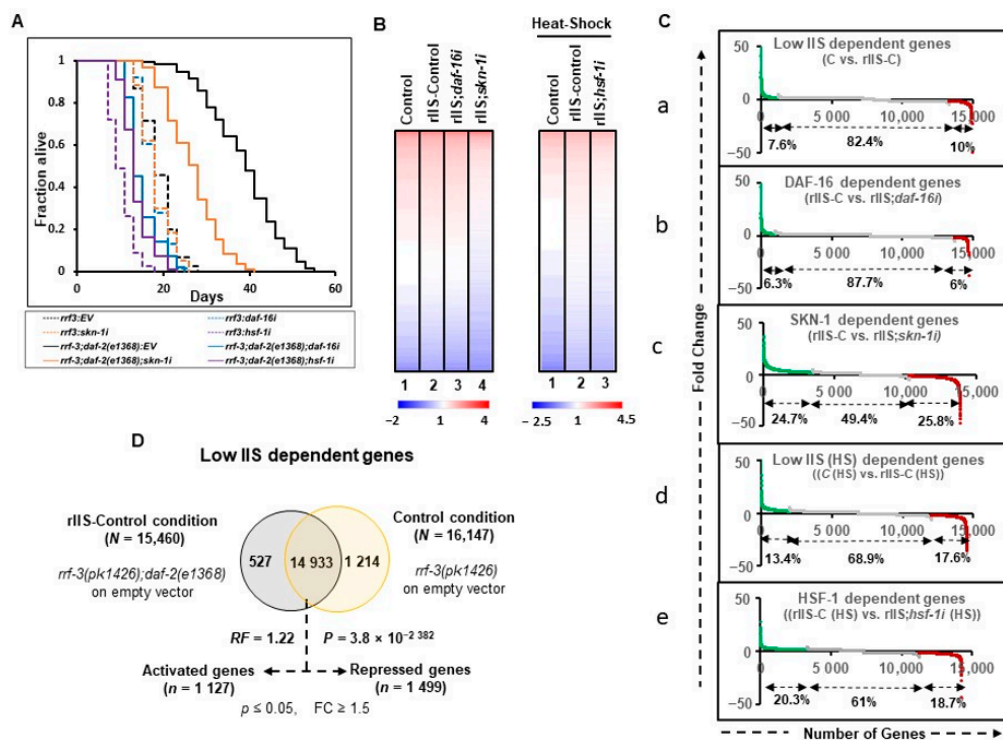 A
Fraction alive
1
0.8
0.6
0.4
0.2
0
0 20 40 60
Days
rrf3:EV
rrf3:daf-16i
rrf3:skn-1i
rrf3:hsf-1i
rrf-3;daf-2(e1368):EV
rrf-3;daf-2(e1368);daf-16i
rrf-3;daf-2(e1368);skn-1i
rrf-3;daf-2(e1368);hsf-1i
B
Heat-Shock
Control
rIIS-Control
rIIS;daf-16i
rIIS;skn-1i
Control
rIIS-control
rIIS;hsf-1i
1 2 3 4
1 2 3
−2 1 4
− 2.5 1 4.5
C
Fold Change
a
50
Low IIS dependent genes
(C vs. rIIS-C)
0
0 5 000 10,000 15,000
7.6% 82.4% 10%
−50
b
50
DAF-16 dependent genes
(rIIS-C vs. rIIS;daf-16i)
0
0 5 000 10,000 15,000
6.3% 87.7% 6%
−50
c
50
SKN-1 dependent genes
(rIIS-C vs. rIIS;skn-1i)
0
0 5 000 10,000 15,000
24.7% 49.4% 25.8%
−50
d
50
Low IIS (HS) dependent genes
((C (HS) vs. rIIS-C (HS))
0
0 5 000 10,000 15,000
13.4% 68.9% 17.6%
−50
e
50
HSF-1 dependent genes
((rIIS-C (HS) vs. rIIS;hsf-1i (HS))
0
0 5 000 10,000 15,000
20.3% 61% 18.7%
−50
Number of Genes
D
Low IIS dependent genes
rIIS-Control condition
(N = 15,460)
rrf-3(pk1426);daf-2(e1368)
on empty vector
527 14 933 1 214
Control condition
(N = 16,147)
rrf-3(pk1426)
on empty vector
RF = 1.22 P = 3.8 × 10⁻² ³⁸²
Activated genes
(n = 1 127)
Repressed genes
(n = 1 499)
p ≤ 0.05, FC ≥ 1.5